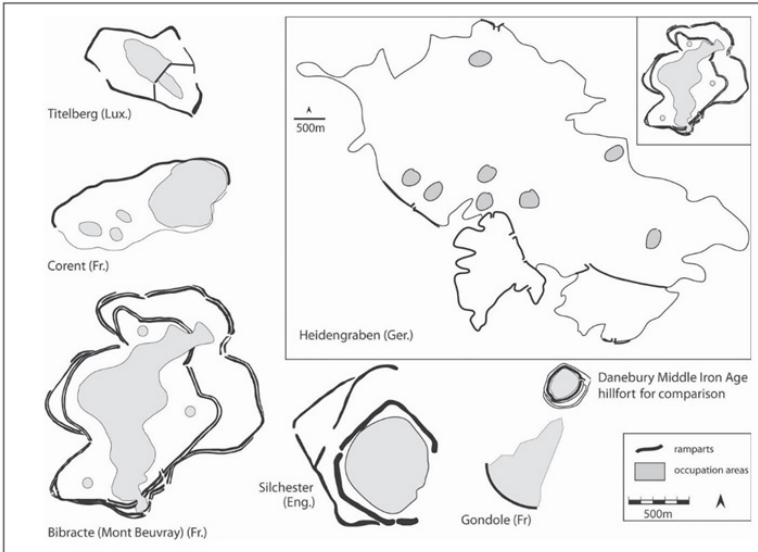 Titelberg (Lux.)
500m
Corent (Fr.)
Heidengraben (Ger.)
Danebury Middle Iron Age
hillfort for comparison
Silchester
(Eng.)
Gondole (Fr)
ramparts
occupation areas
500m
Bibracte (Mont Beuvray) (Fr.)